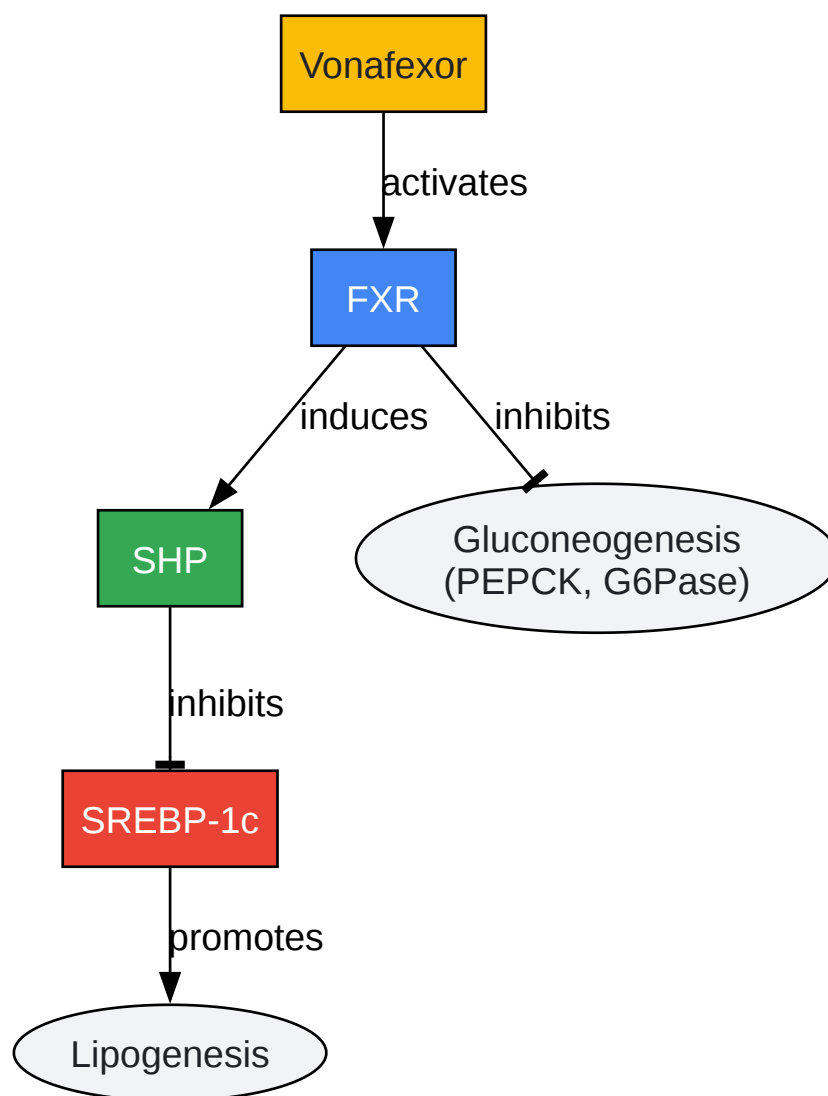 Vonafexor
activates
FXR
induces
inhibits
Gluconeogenesis
(PEPCK, G6Pase)
SHP
inhibits
SREBP-1c
promotes
Lipogenesis